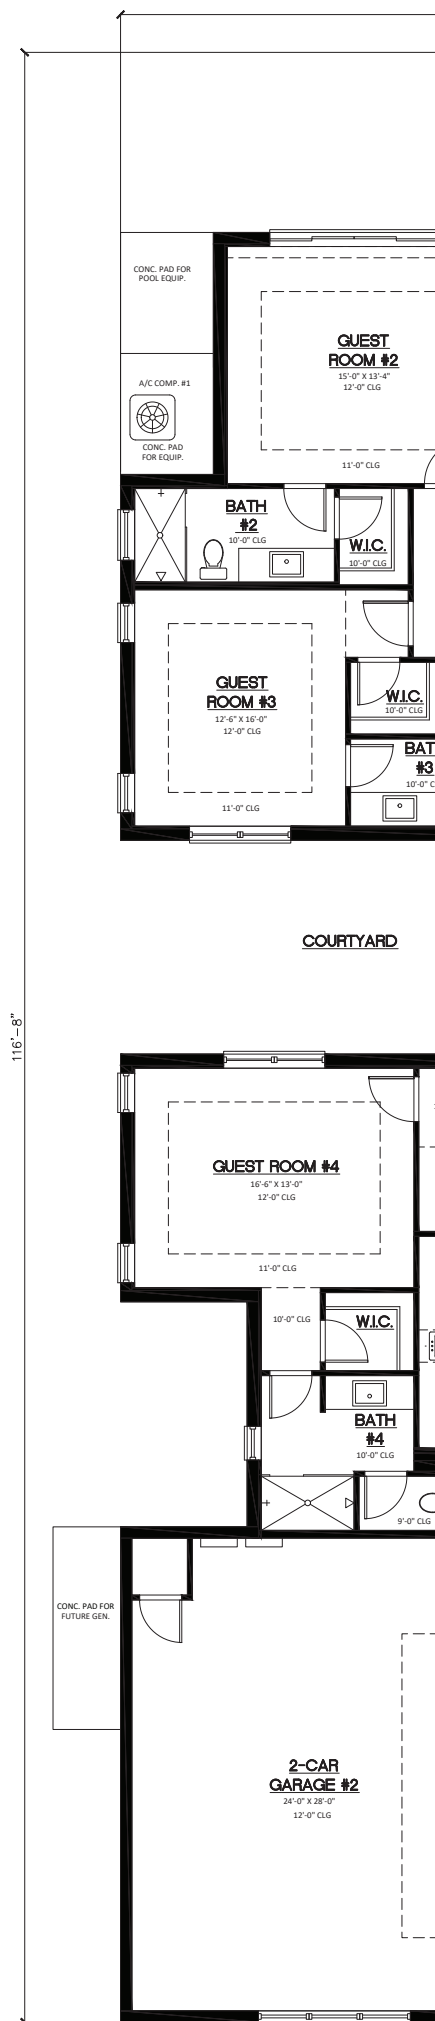 CONC. PAD FOR
POOL EQUIP.
GUEST
ROOM #2
15'-0" X 13'-4"
12'-0" CLG
A/C COMP. #1
CONC. PAD
FOR EQUIP.
11'-0" CLG
BATH
#2
10'-0" CLG
W.I.C.
10'-0" CLG
GUEST
ROOM #3
12'-6" X 16'-0"
12'-0" CLG
W.I.C.
10'-0" CLG
BAT
#3
10'-0" C
11'-0" CLG
COURTYARD
116'-8"
GUEST ROOM #4
16'-6" X 13'-0"
12'-0" CLG
11'-0" CLG
10'-0" CLG
W.I.C.
BATH
#4
10'-0" CLG
9'-0" CLG
CONC. PAD FOR
FUTURE GEN.
2-CAR
GARAGE #2
24'-0" X 28'-0"
12'-0" CLG